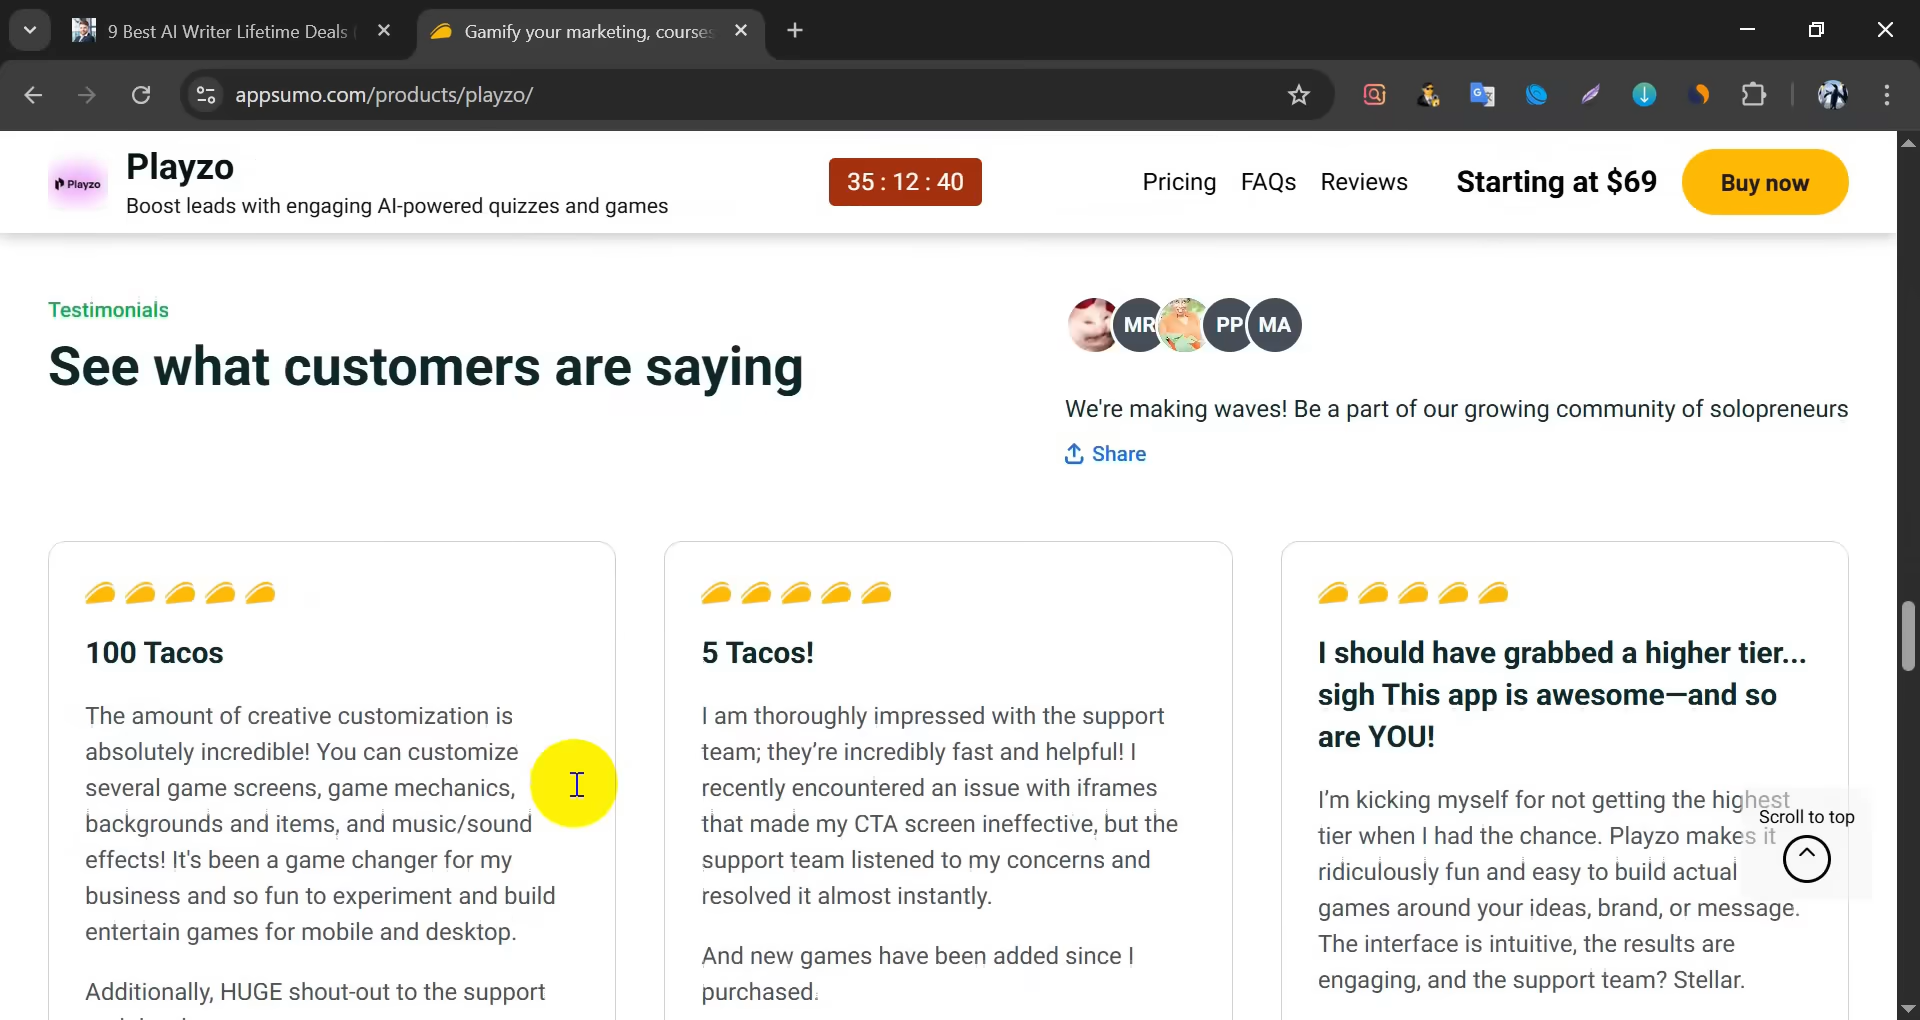 9 Best AI Writer Lifetime Deals
Gamify your marketing, courses
appsumo.com/products/playzo/
Playzo
Playzo
Boost leads with engaging AI-powered quizzes and games
35 : 12 : 40
Pricing
FAQs
Reviews
Starting at $69
Buy now
Testimonials
See what customers are saying
MR
PP
MA
We're making waves! Be a part of our growing community of solopreneurs
Share
100 Tacos
The amount of creative customization is
absolutely incredible! You can customize
several game screens, game mechanics,
backgrounds and items, and music/sound
effects! It's been a game changer for my
business and so fun to experiment and build
entertain games for mobile and desktop.
Additionally, HUGE shout-out to the support
5 Tacos!
I am thoroughly impressed with the support
team; they’re incredibly fast and helpful! I
recently encountered an issue with iframes
that made my CTA screen ineffective, but the
support team listened to my concerns and
resolved it almost instantly.
And new games have been added since I
purchased.
I should have grabbed a higher tier...
sigh This app is awesome—and so
are YOU!
I’m kicking myself for not getting the highest
tier when I had the chance. Playzo makes it
ridiculously fun and easy to build actual
games around your ideas, brand, or message.
The interface is intuitive, the results are
engaging, and the support team? Stellar.
Scroll to top